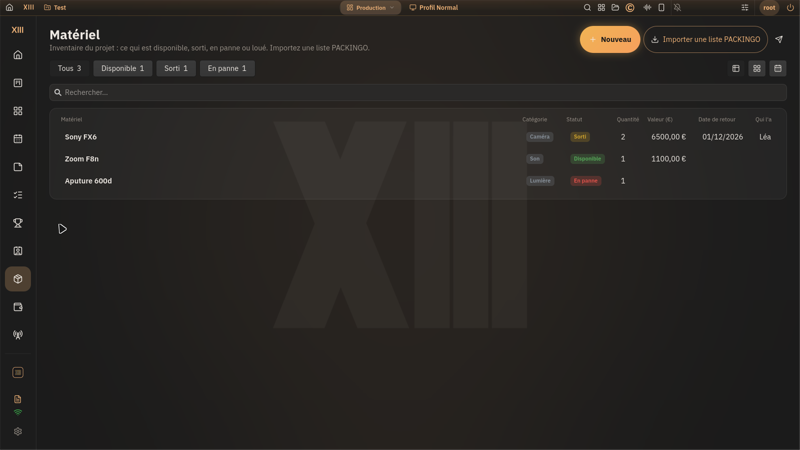 XIII
Test
Production
Profil Normal
root
XIII
Matériel
Inventaire du projet : ce qui est disponible, sorti, en panne ou loué. Importez une liste PACKINGO.
+ Nouveau
Importer une liste PACKINGO
Tous 3
Disponible 1
Sorti 1
En panne 1
Rechercher...
Matériel Catégorie Statut Quantité Valeur (€) Date de retour Qui l'a
Sony FX6 Caméra Sorti 2 6500,00 € 01/12/2026 Léa
Zoom F8n Son Disponible 1 1100,00 €
Aputure 600d Lumière En panne 1
XIII